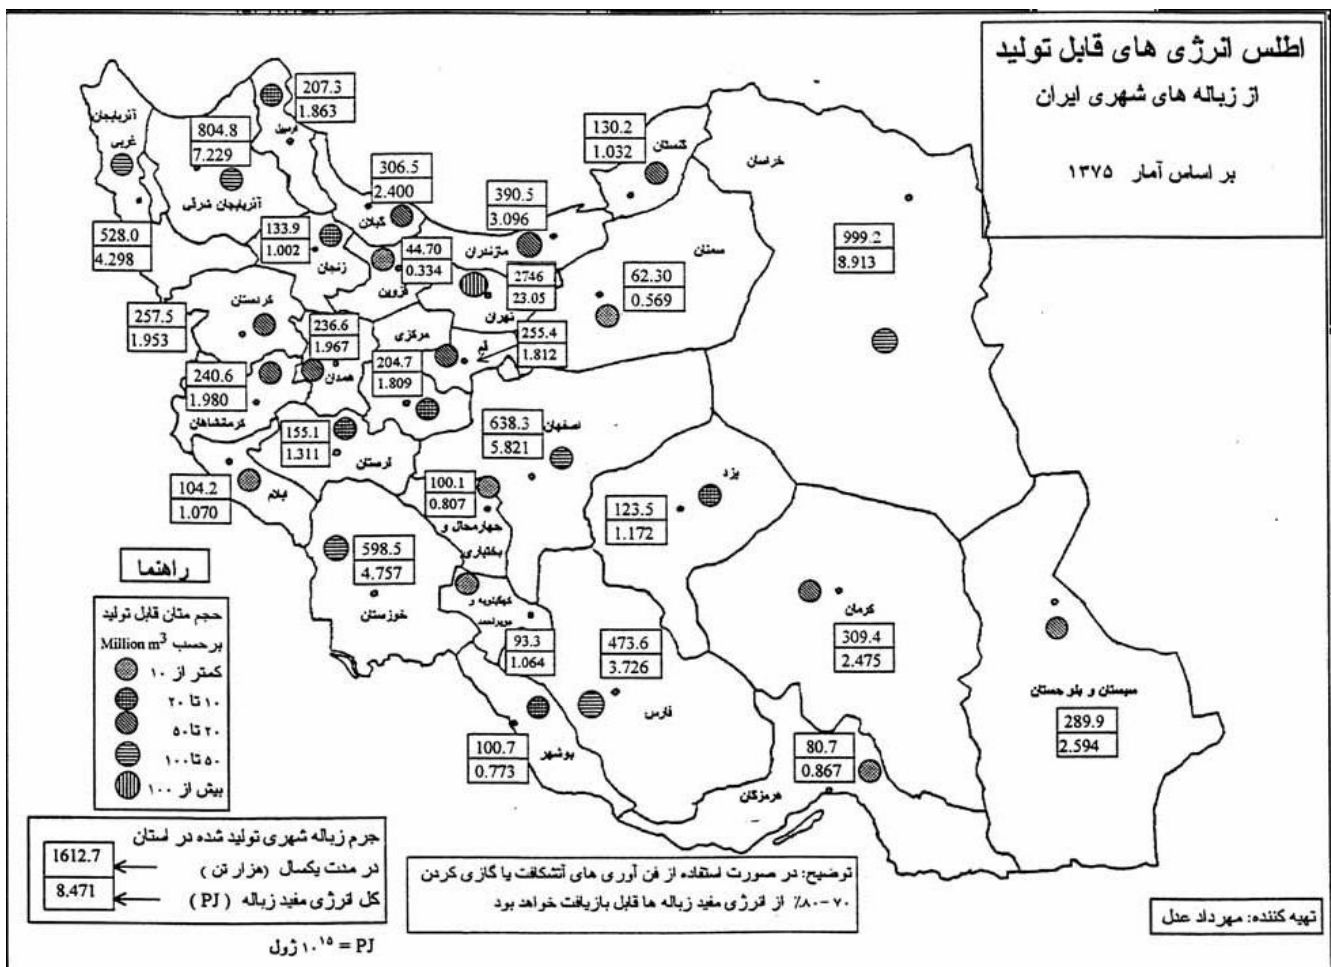 اطلس انرژی های قابل تولید
از زباله های شهری ایران
بر اساس آمار ۱۳۷۵
آذربایجان
غربی
528.0
4.298
804.8
7.229
آذربایجان شرقی
207.3
1.863
اردبیل
306.5
2.400
گیلان
390.5
3.096
مازندران
130.2
1.032
گلستان
خراسان
999.2
8.913
سمنان
62.30
0.569
133.9
1.002
زنجان
44.70
0.334
قزوین
2746
23.05
تهران
کردستان
257.5
1.953
236.6
1.967
همدان
مرکزی
204.7
1.809
قم
255.4
1.812
240.6
1.980
کرمانشاهان
155.1
1.311
لرستان
638.3
5.821
اصفهان
104.2
1.070
ایلام
100.1
0.807
چهارمحال و
بختیاری
یزد
123.5
1.172
598.5
4.757
خوزستان
کهگیلویه و
بویراحمد
93.3
1.064
473.6
3.726
فارس
کرمان
309.4
2.475
سیستان و بلوچستان
289.9
2.594
100.7
0.773
بوشهر
80.7
0.867
هرمزگان
راهنما
حجم متان قابل تولید
برحسب Million m³
کمتر از ۱۰
۱۰ تا ۲۰
۲۰ تا ۵۰
۵۰ تا ۱۰۰
بیش از ۱۰۰
جرم زباله شهری تولید شده در استان
در مدت یکسال (هزار تن) 1612.7
کل انرژی مفید زباله (PJ) 8.471
PJ = ۱۰^۱۵ ژول
توضیح: در صورت استفاده از فن آوری های آتشکافت یا گازی کردن
۷۰-۸۰٪ از انرژی مفید زباله ها قابل بازیافت خواهد بود
تهیه کننده: مهرداد عدل